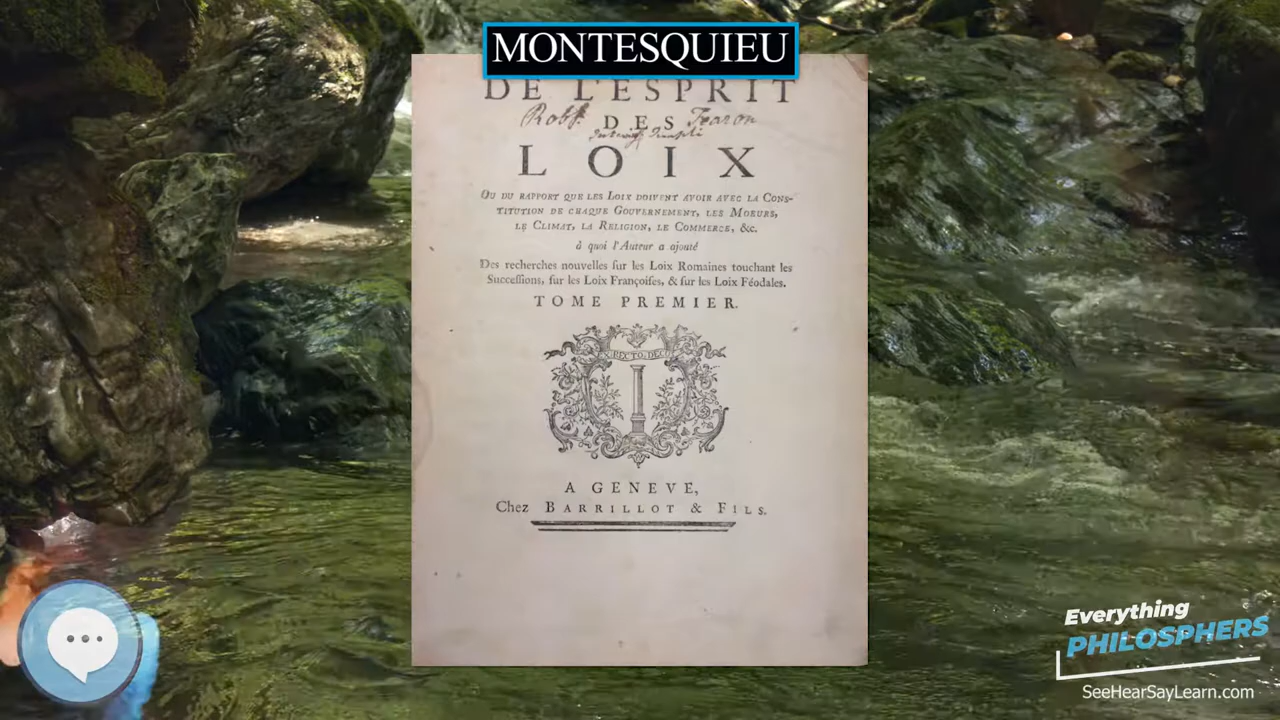 MONTESQUIEU
DE L'ESPRIT
DES
LOIX
OU DU RAPPORT QUE LES LOIX DOIVENT AVOIR AVEC LA CONS-
TITUTION DE CHAQUE GOUVERNEMENT, LES MOEURS,
LE CLIMAT, LA RELIGION, LE COMMERCE, &c.
à quoi l'Auteur a ajouté
Des recherches nouvelles ſur les Loix Romaines touchant les
Succeſſions, ſur les Loix Françoiſes, & ſur les Loix Féodales.
TOME PREMIER.
RECTO
A GENEVE,
Chez BARRILLOT & FILS.
Everything
PHILOSPHERS
SeeHearSayLearn.com